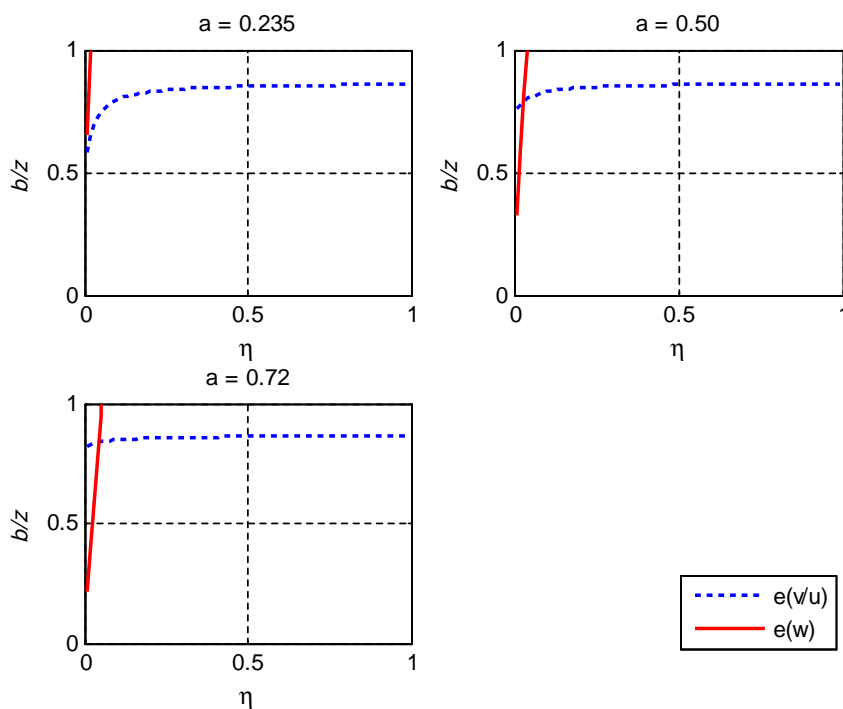 a = 0.235
1
0.5
0
b/z
0 0.5 1
η
a = 0.50
1
0.5
0
b/z
0 0.5 1
η
a = 0.72
1
0.5
0
b/z
0 0.5 1
η
e(v/u)
e(w)